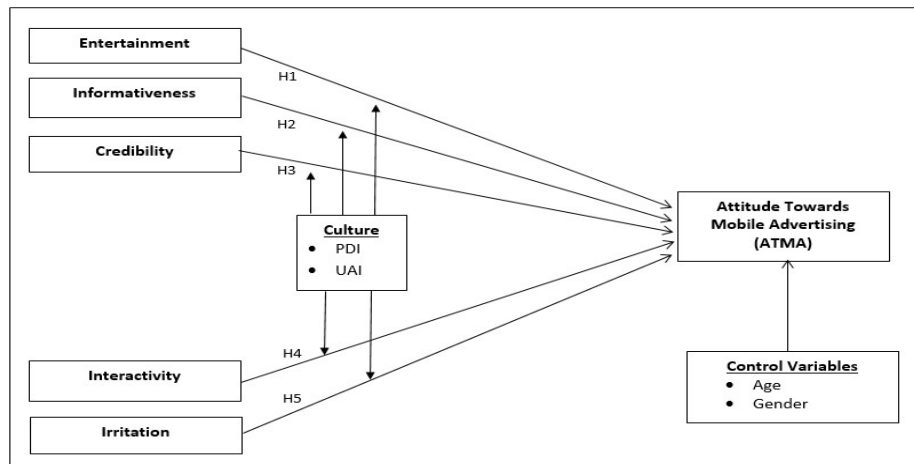 Entertainment
H1
Informativeness
H2
Credibility
H3
Culture
• PDI
• UAI
Attitude Towards
Mobile Advertising
(ATMA)
H4
Interactivity
H5
Irritation
Control Variables
• Age
• Gender